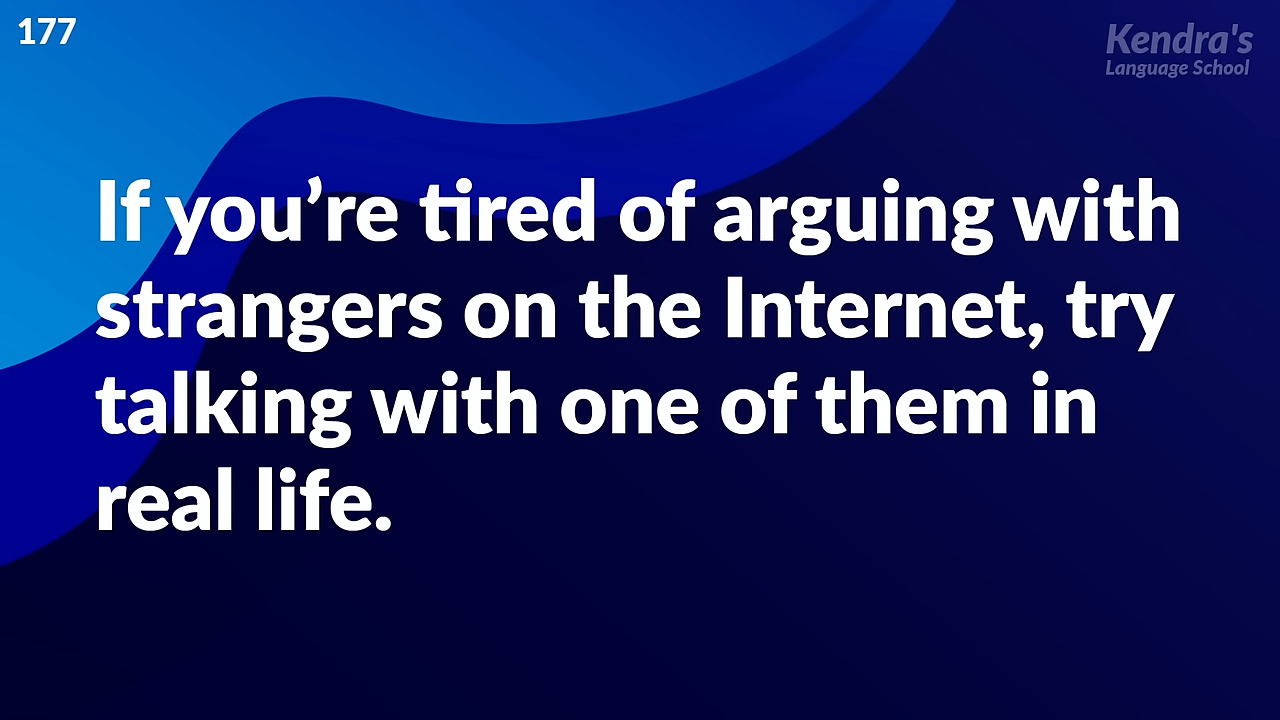 177
Kendra's
Language School
If you’re tired of arguing with
strangers on the Internet, try
talking with one of them in
real life.